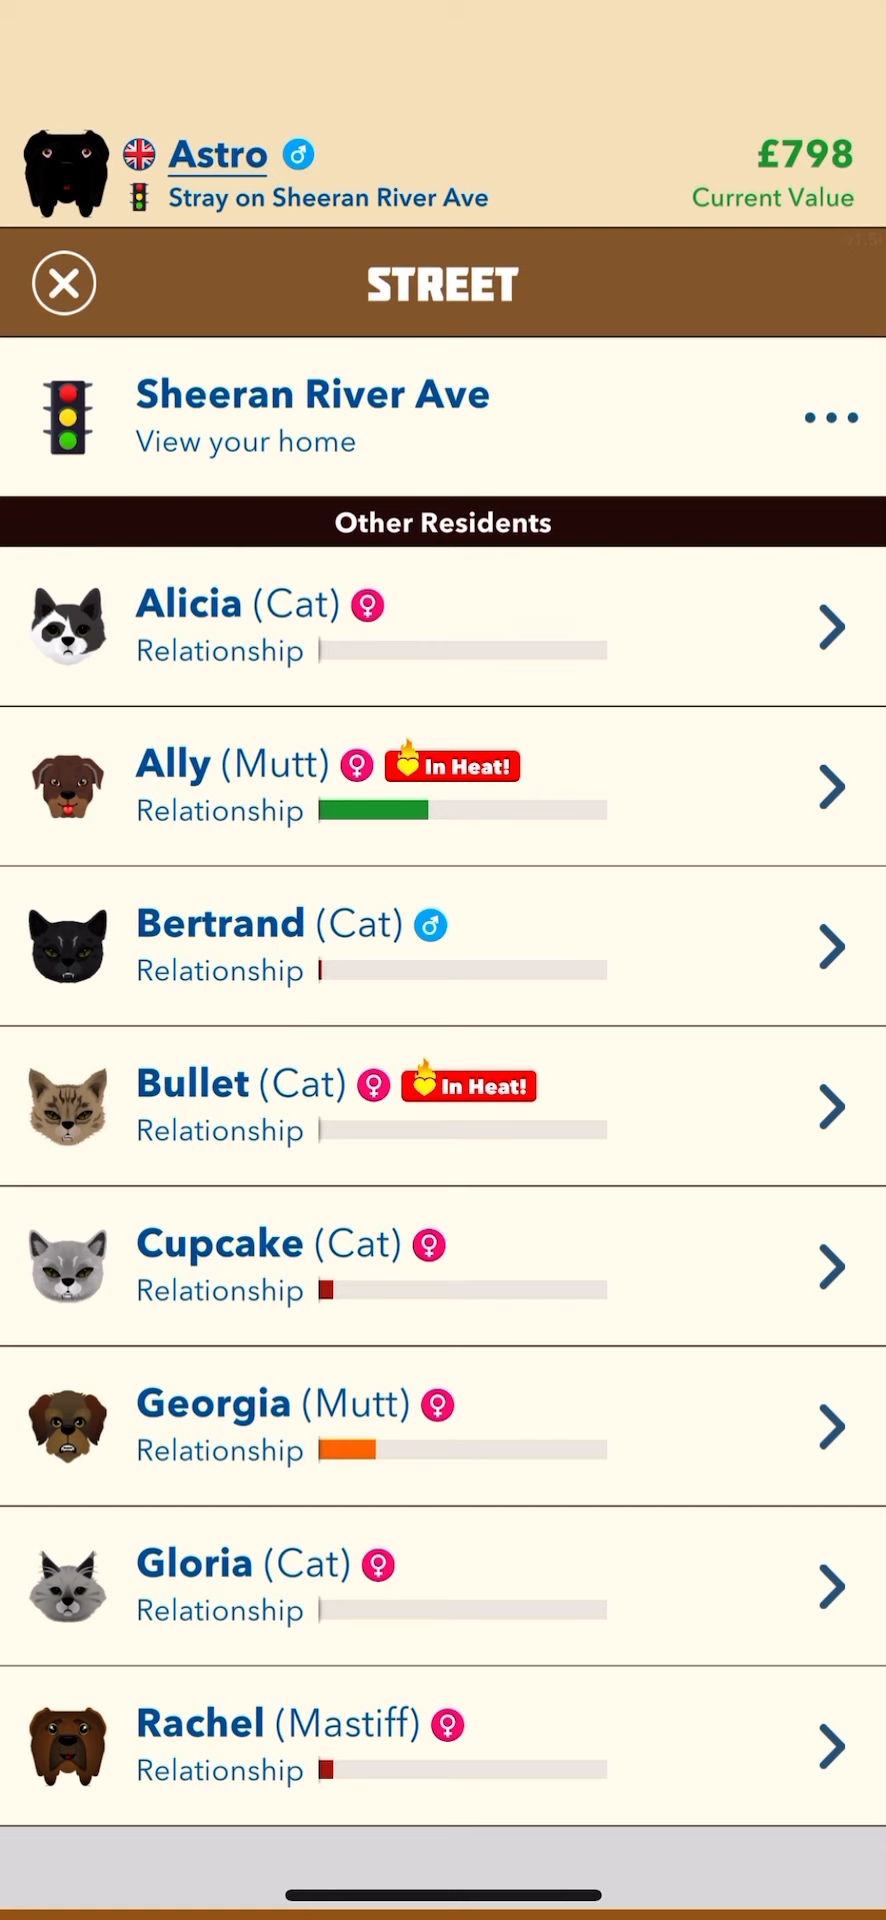 Astro
£798
Stray on Sheeran River Ave
Current Value
v1.5
STREET
Sheeran River Ave
View your home
Other Residents
Alicia (Cat)
Relationship
Ally (Mutt) In Heat!
Relationship
Bertrand (Cat)
Relationship
Bullet (Cat) In Heat!
Relationship
Cupcake (Cat)
Relationship
Georgia (Mutt)
Relationship
Gloria (Cat)
Relationship
Rachel (Mastiff)
Relationship